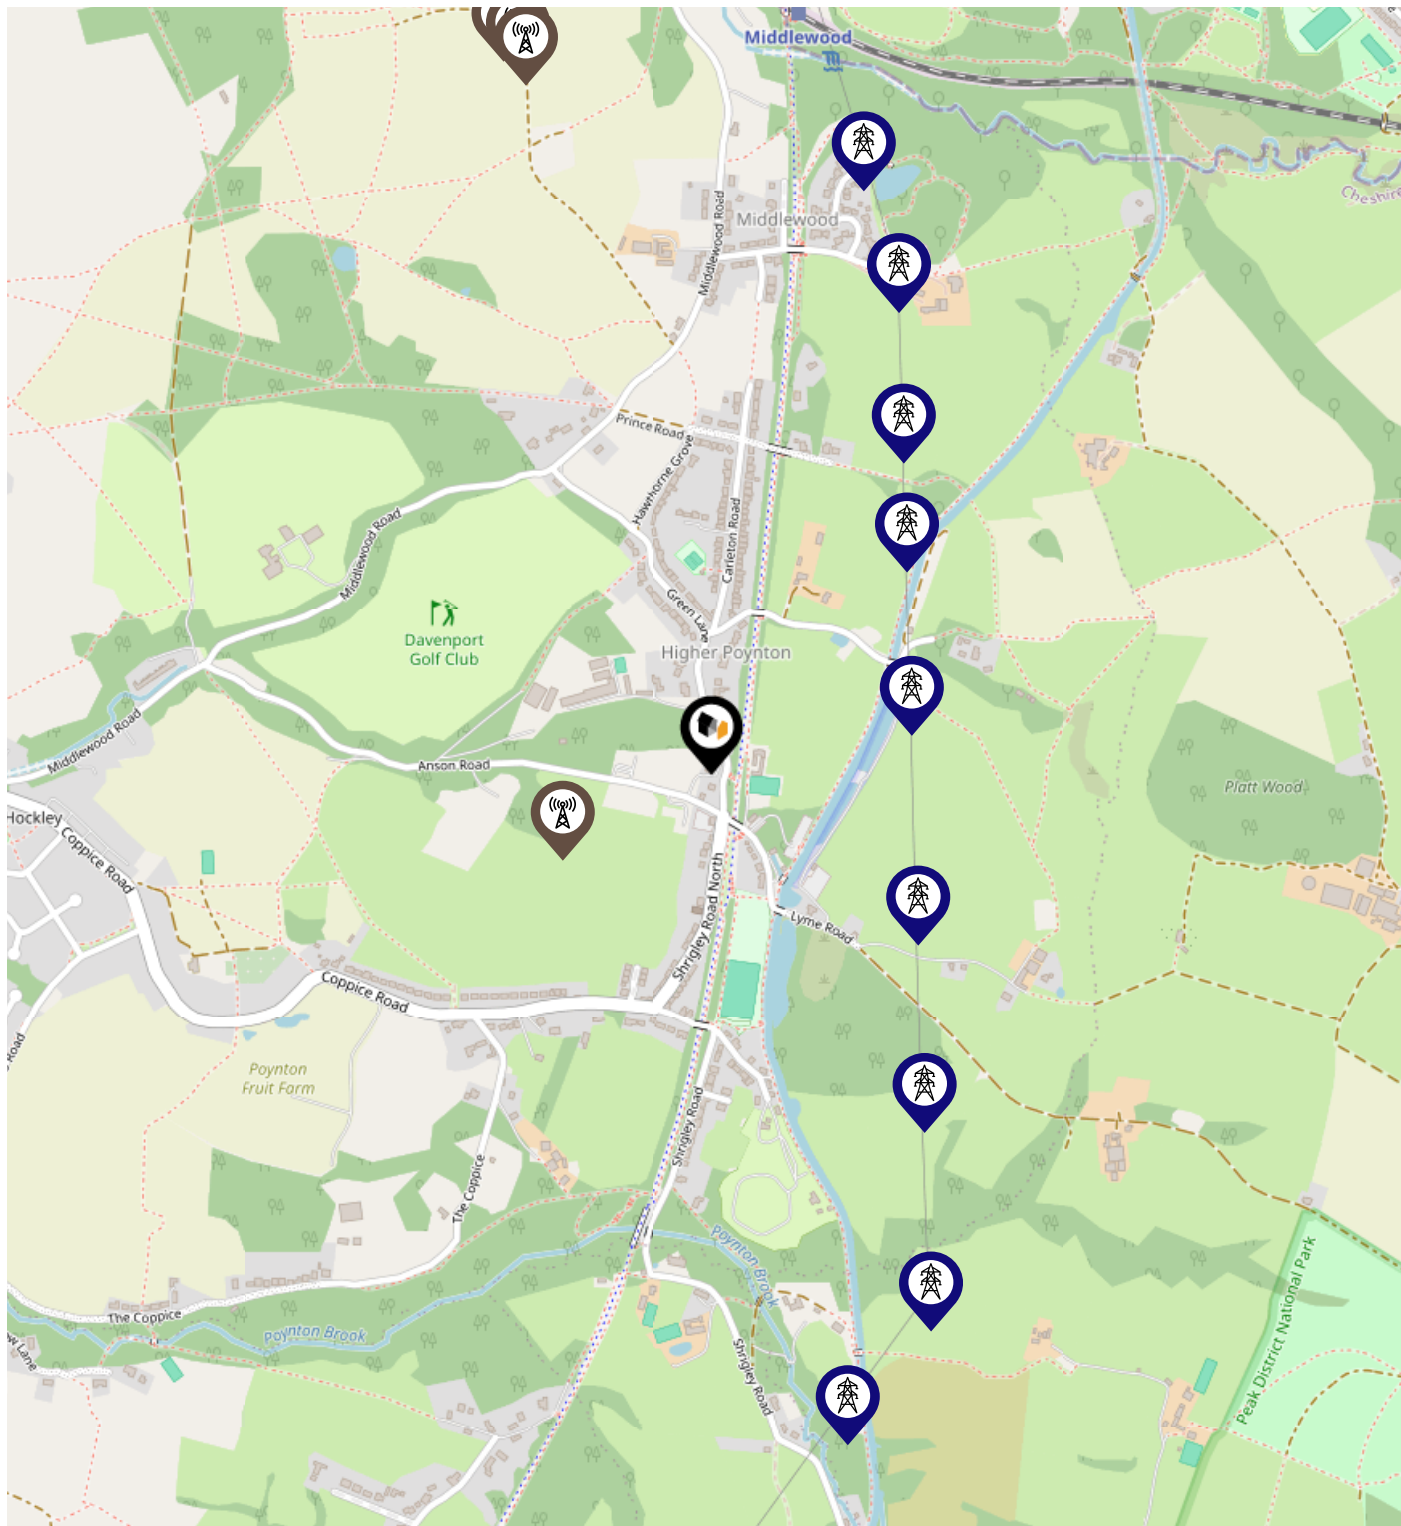 Middlewood
Cheshire
Middlewood
Middlewood Road
Prince Road
Hawthorne Grove
Carleton Road
Middlewood Road
Green Lane
Davenport
Golf Club
Higher Poynton
Middlewood Road
Anson Road
Platt Wood
Hockley
Coppice Road
Shrigley Road North
Lyme Road
Coppice Road
Road
Poynton
Fruit Farm
Shrigley Road
The Coppice
Poynton Brook
Peak District National Park
The Coppice
Poynton Brook
Lane
Shrigley Road